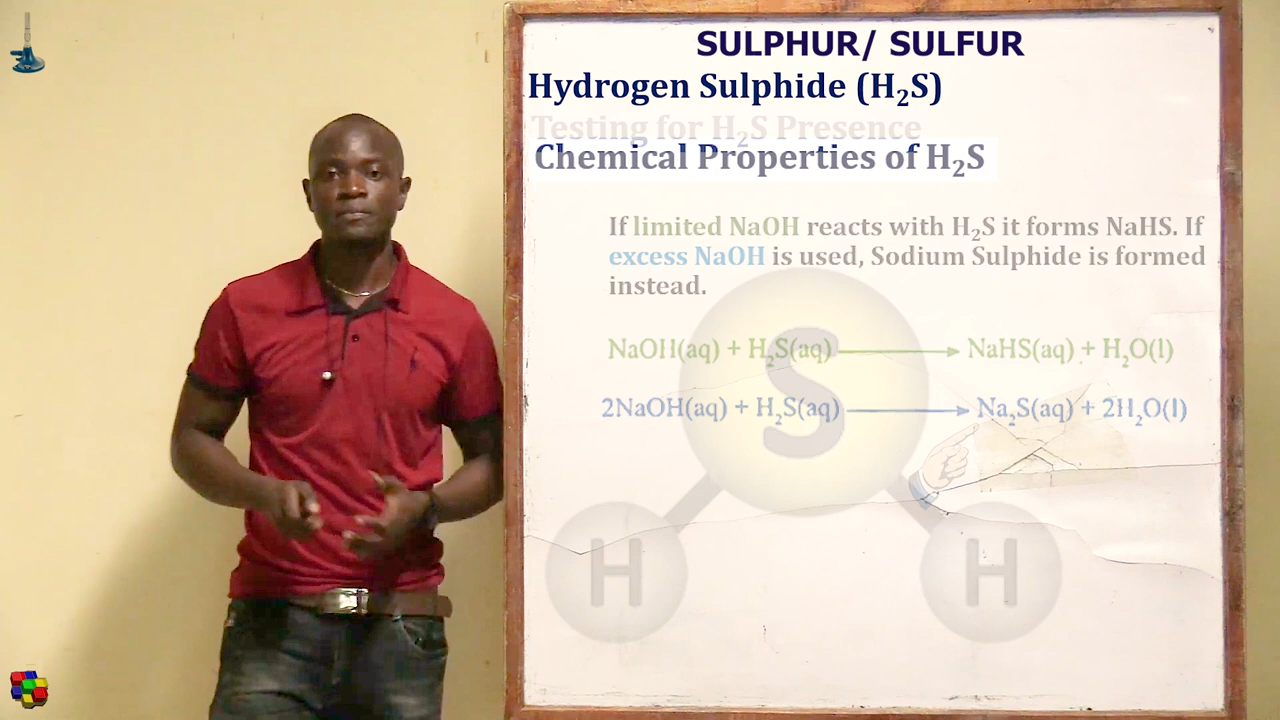 SULPHUR/ SULFUR
Hydrogen Sulphide (H₂S)
Testing for H₂S Presence
Chemical Properties of H₂S
If limited NaOH reacts with H₂S it forms NaHS. If
excess NaOH is used, Sodium Sulphide is formed
instead.
NaOH(aq) + H₂S(aq) ⟶ NaHS(aq) + H₂O(l)
2NaOH(aq) + H₂S(aq) ⟶ Na₂S(aq) + 2H₂O(l)
S
H H